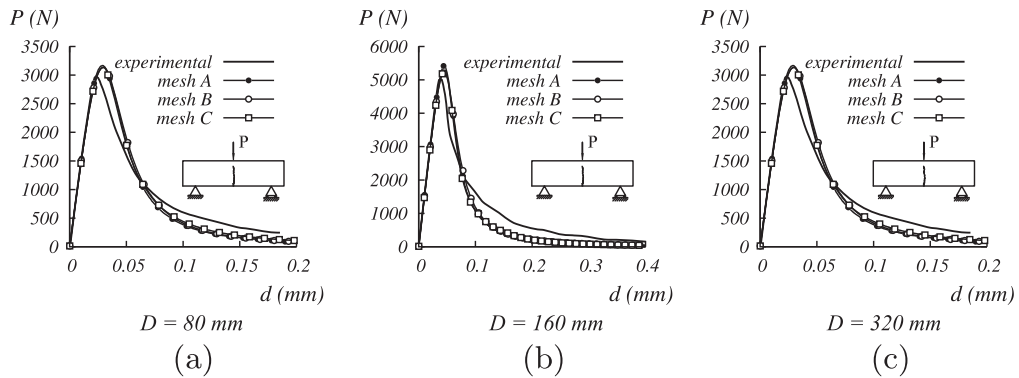 P (N)
3500
3000
2500
2000
1500
1000
500
0
experimental
mesh A
mesh B
mesh C
P
0 0.05 0.1 0.15 0.2
d (mm)
D = 80 mm
(a)
P (N)
6000
5000
4000
3000
2000
1000
0
experimental
mesh A
mesh B
mesh C
P
0 0.1 0.2 0.3 0.4
d (mm)
D = 160 mm
(b)
P (N)
3500
3000
2500
2000
1500
1000
500
0
experimental
mesh A
mesh B
mesh C
P
0 0.05 0.1 0.15 0.2
d (mm)
D = 320 mm
(c)